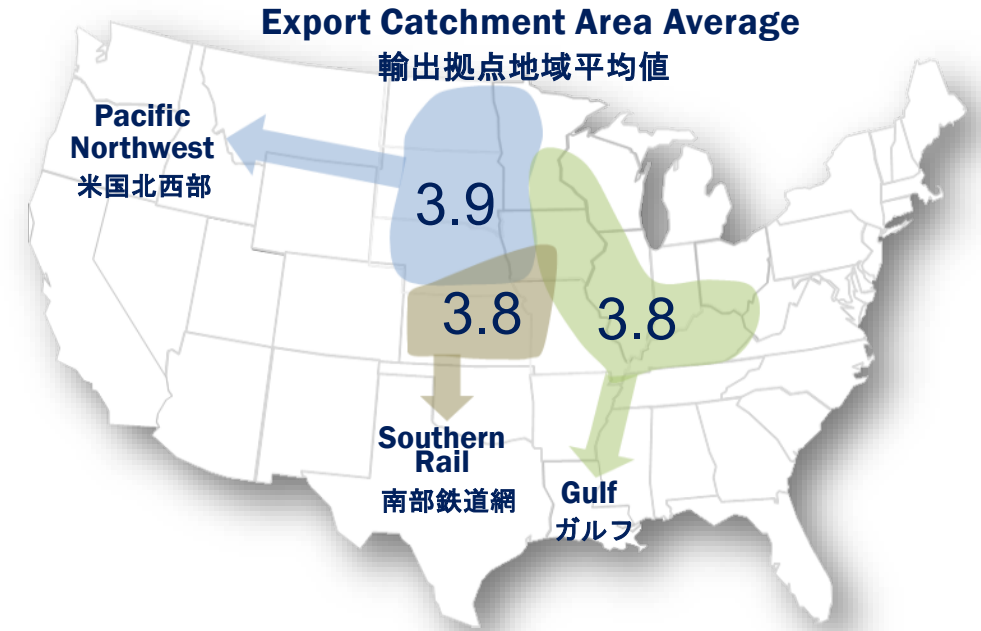 Export Catchment Area Average
輸出拠点地域平均値
Pacific
Northwest
米国北西部
3.9
3.8
3.8
Southern
Rail
南部鉄道網
Gulf
ガルフ